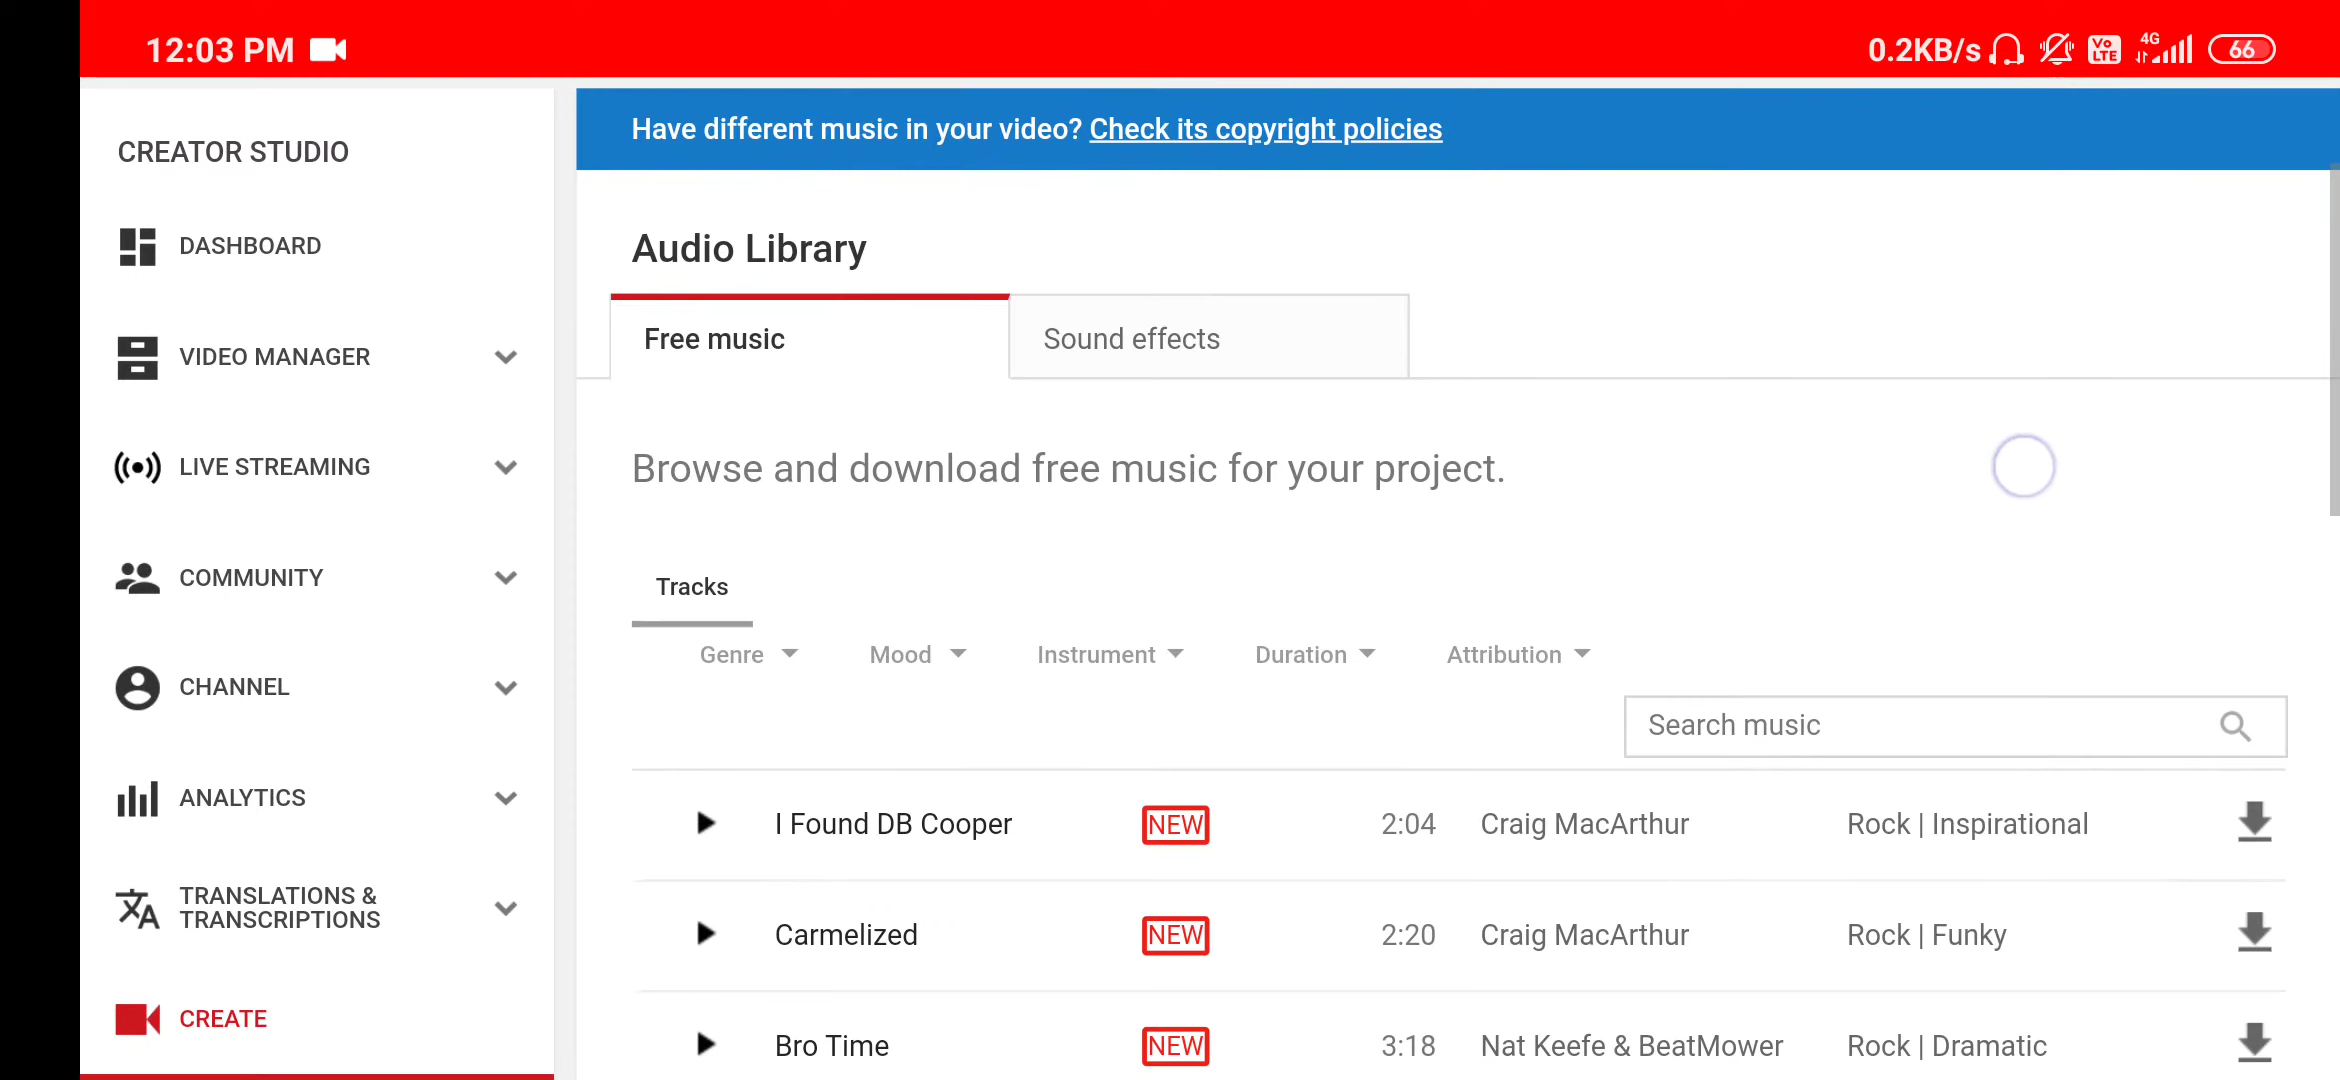 12:03 PM
0.2KB/s Vo LTE 4G 66
CREATOR STUDIO
DASHBOARD
VIDEO MANAGER
LIVE STREAMING
COMMUNITY
CHANNEL
ANALYTICS
TRANSLATIONS &
TRANSCRIPTIONS
CREATE
Have different music in your video? Check its copyright policies
Audio Library
Free music
Sound effects
Browse and download free music for your project.
Tracks
Genre Mood Instrument Duration Attribution
Search music
I Found DB Cooper NEW 2:04 Craig MacArthur Rock | Inspirational
Carmelized NEW 2:20 Craig MacArthur Rock | Funky
Bro Time NEW 3:18 Nat Keefe & BeatMower Rock | Dramatic